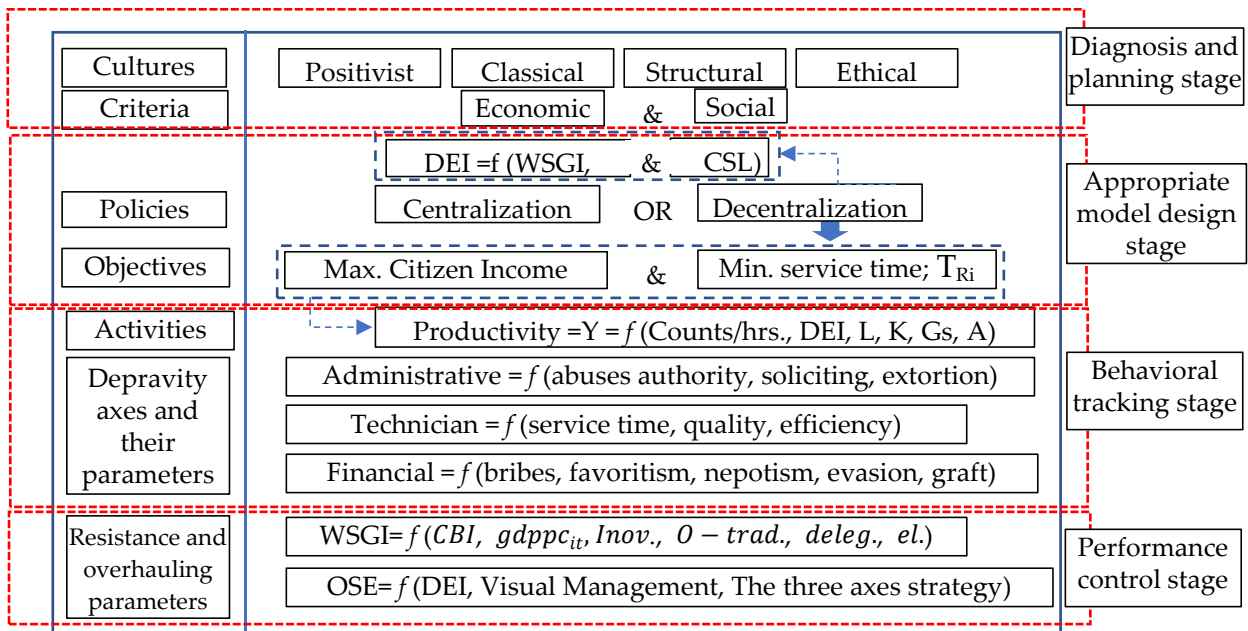 Cultures
Positivist
Classical
Structural
Ethical
Diagnosis and
planning stage
Criteria
Economic
&
Social
DEI =f (WSGI,
&
CSL)
Policies
Centralization
OR
Decentralization
Appropriate
model design
stage
Objectives
Max. Citizen Income
&
Min. service time; T_Ri
Activities
Productivity =Y = f (Counts/hrs., DEI, L, K, Gs, A)
Depravity
axes and
their
parameters
Administrative = f (abuses authority, soliciting, extortion)
Technician = f (service time, quality, efficiency)
Financial = f (bribes, favoritism, nepotism, evasion, graft)
Behavioral
tracking stage
Resistance and
overhauling
parameters
WSGI= f (CBI, gdppc_it, Inov., O − trad., deleg., el.)
OSE= f (DEI, Visual Management, The three axes strategy)
Performance
control stage